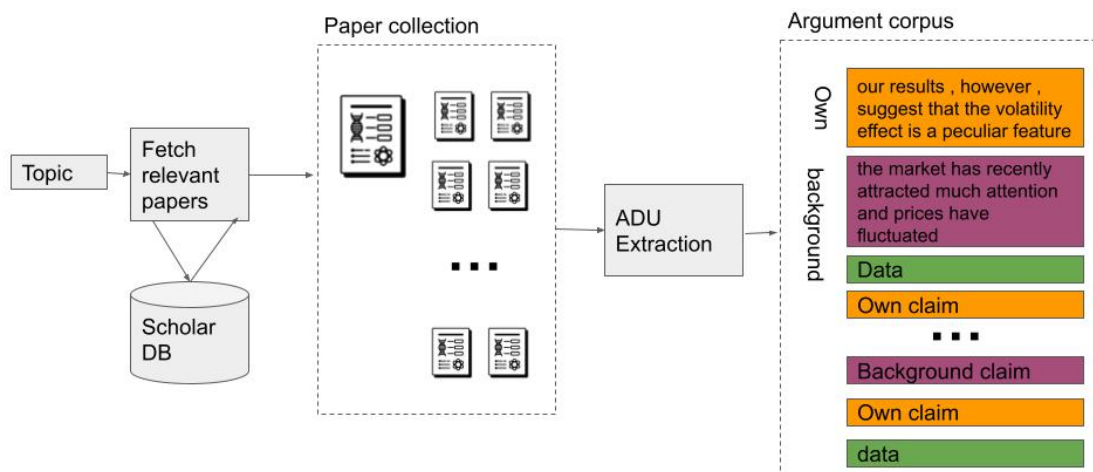 Paper collection
Argument corpus
Topic
Fetch
relevant
papers
Scholar
DB
ADU
Extraction
Own
our results , however ,
suggest that the volatility
effect is a peculiar feature
background
the market has recently
attracted much attention
and prices have
fluctuated
Data
Own claim
Background claim
Own claim
data